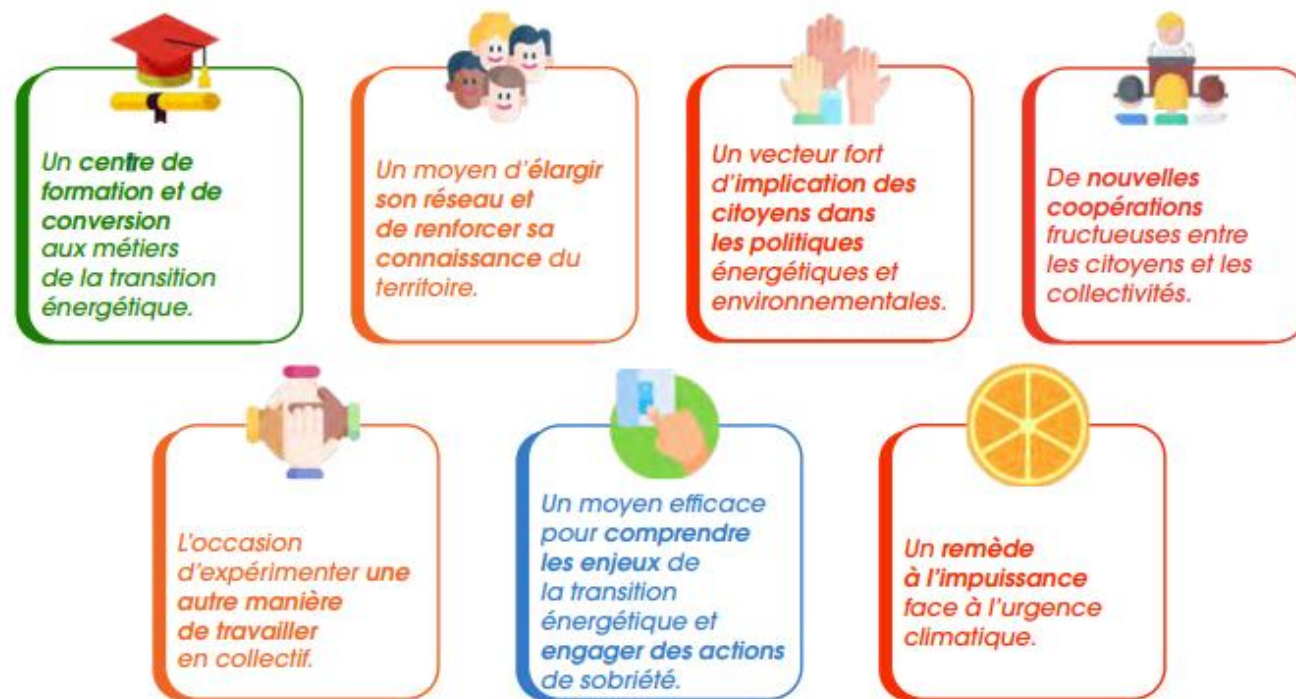 Un centre de
formation et de
conversion
aux métiers
de la transition
énergétique.
Un moyen d'élargir
son réseau et
de renforcer sa
connaissance du
territoire.
Un vecteur fort
d'implication des
citoyens dans
les politiques
énergétiques et
environnementales.
De nouvelles
coopérations
fructueuses entre
les citoyens et les
collectivités.
L'occasion
d'expérimenter une
autre manière
de travailler
en collectif.
Un moyen efficace
pour comprendre
les enjeux de
la transition
énergétique et
engager des actions
de sobriété.
Un remède
à l'impuissance
face à l'urgence
climatique.